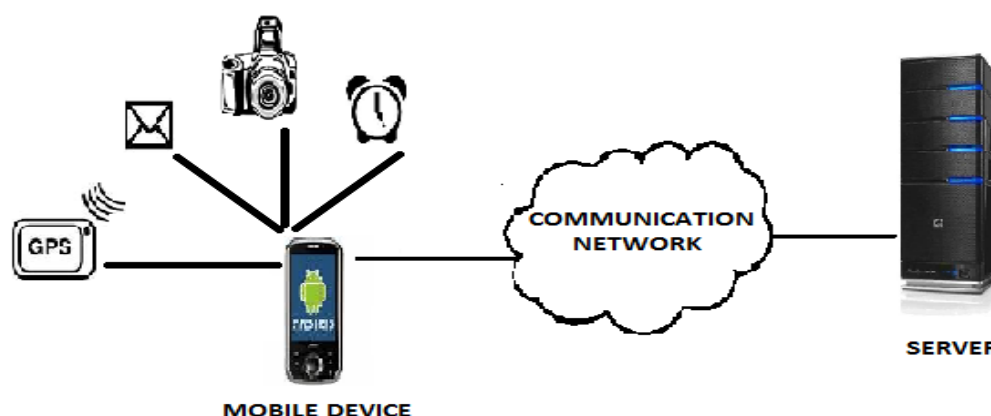 GPS
COMMUNICATION
NETWORK
SERVER
MOBILE DEVICE